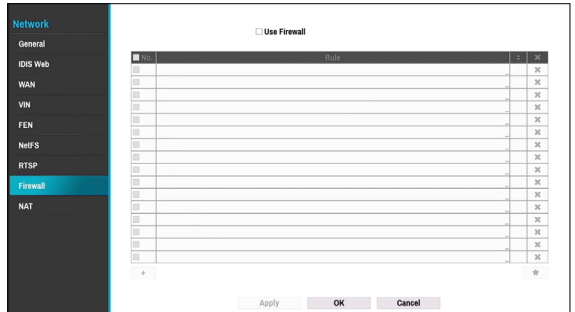 Network
General
IDIS Web
WAN
VIN
FEN
NetFS
RTSP
Firewall
NAT
Use Firewall
No. Rule
Apply OK Cancel